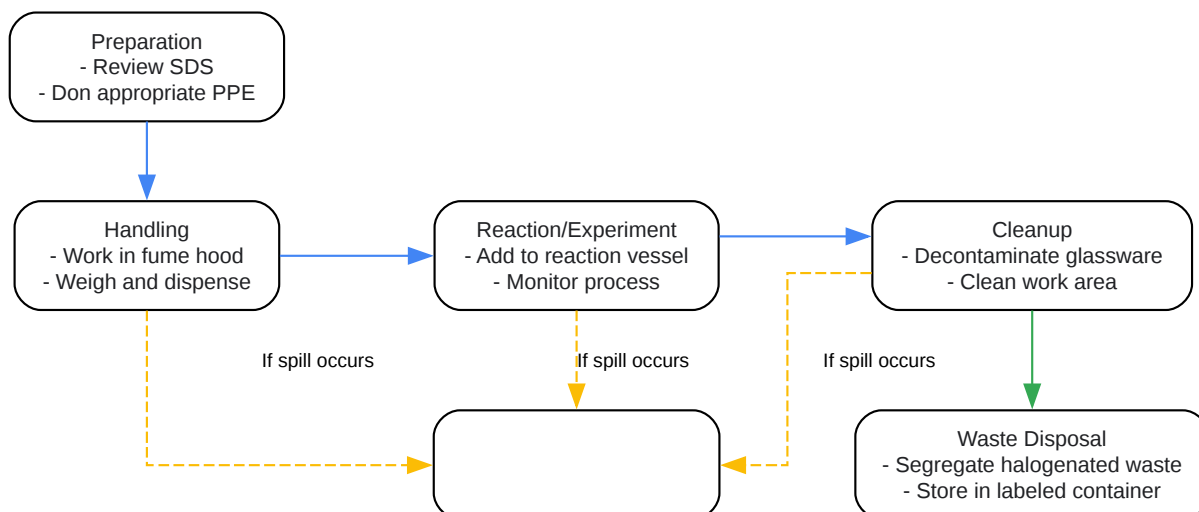 Preparation
- Review SDS
- Don appropriate PPE
Handling
- Work in fume hood
- Weigh and dispense
Reaction/Experiment
- Add to reaction vessel
- Monitor process
Cleanup
- Decontaminate glassware
- Clean work area
If spill occurs
If spill occurs
If spill occurs
Waste Disposal
- Segregate halogenated waste
- Store in labeled container